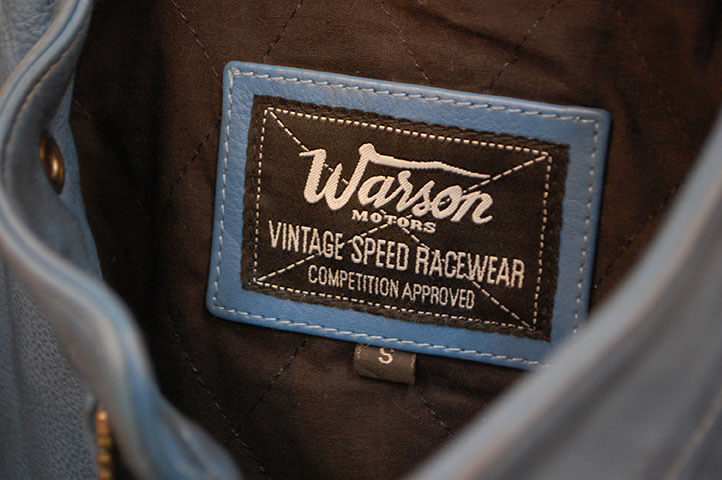 Warson
MOTORS
VINTAGE SPEED RACEWEAR
COMPETITION APPROVED
S